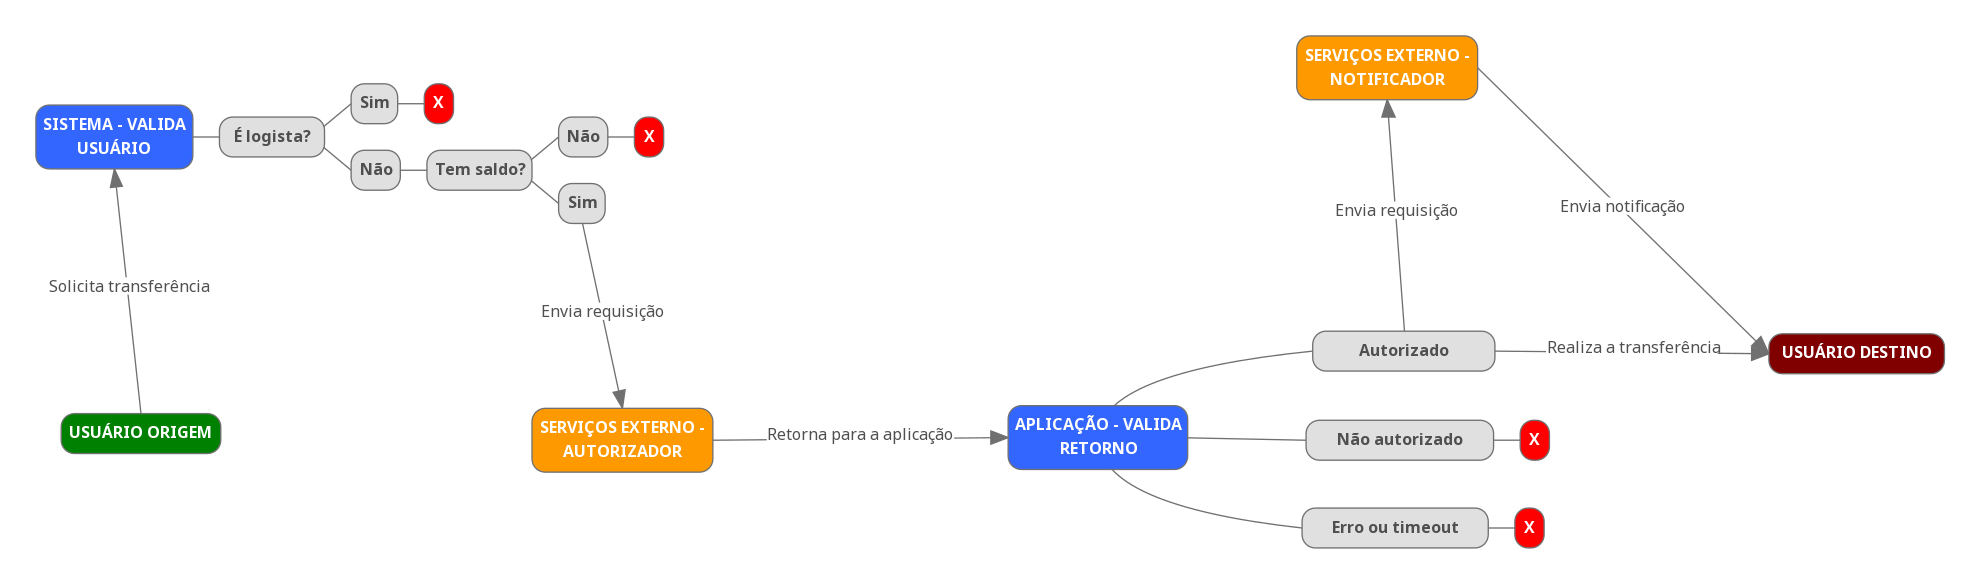 SISTEMA - VALIDA
USUÁRIO
É logista?
Sim
X
Não
Tem saldo?
Não
X
Sim
Solicita transferência
USUÁRIO ORIGEM
Envia requisição
SERVIÇOS EXTERNO -
AUTORIZADOR
Retorna para a aplicação
APLICAÇÃO - VALIDA
RETORNO
SERVIÇOS EXTERNO -
NOTIFICADOR
Envia requisição
Envia notificação
Autorizado
Realiza a transferência
USUÁRIO DESTINO
Não autorizado
X
Erro ou timeout
X